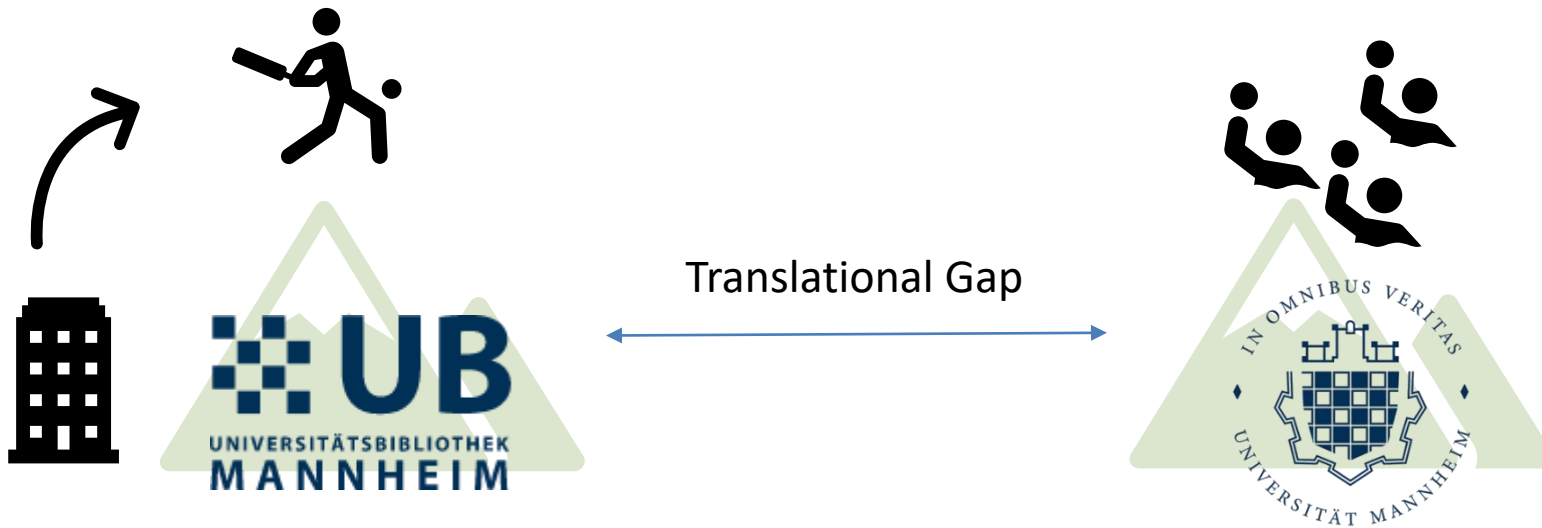 Translational Gap
UB
UNIVERSITÄTSBIBLIOTHEK
MANNHEIM
IN OMNIBUS VERITAS
UNIVERSITÄT MANNHEIM